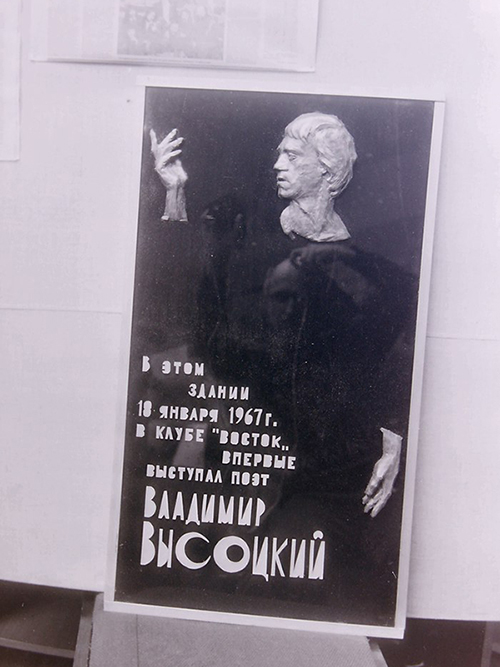 В ЭТОМ
ЗДАНИИ
18 ЯНВАРЯ 1967 Г.
В КЛУБЕ "ВОСТОК„
ВПЕРВЫЕ
ВЫСТУПАЛ ПОЭТ
ВЛАДИМИР
ВЫСОЦКИЙ